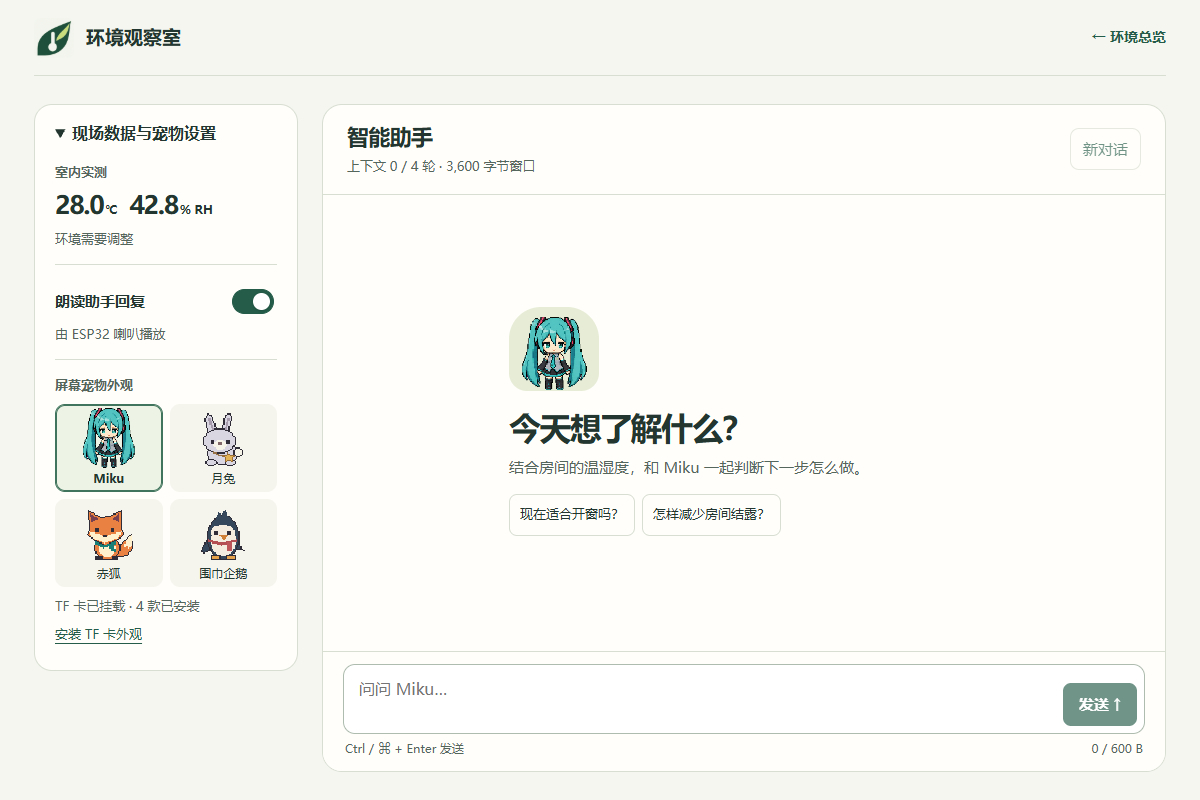 环境观察室
← 环境总览
▼ 现场数据与宠物设置
室内实测
28.0℃ 42.8% RH
环境需要调整
朗读助手回复
由 ESP32 喇叭播放
屏幕宠物外观
Miku
月兔
赤狐
围巾企鹅
TF 卡已挂载 · 4 款已安装
安装 TF 卡外观
智能助手
上下文 0 / 4 轮 · 3,600 字节窗口
新对话
今天想了解什么？
结合房间的温湿度，和 Miku 一起判断下一步怎么做。
现在适合开窗吗？
怎样减少房间结露？
问问 Miku...
发送 ↑
Ctrl / ⌘ + Enter 发送
0 / 600 B